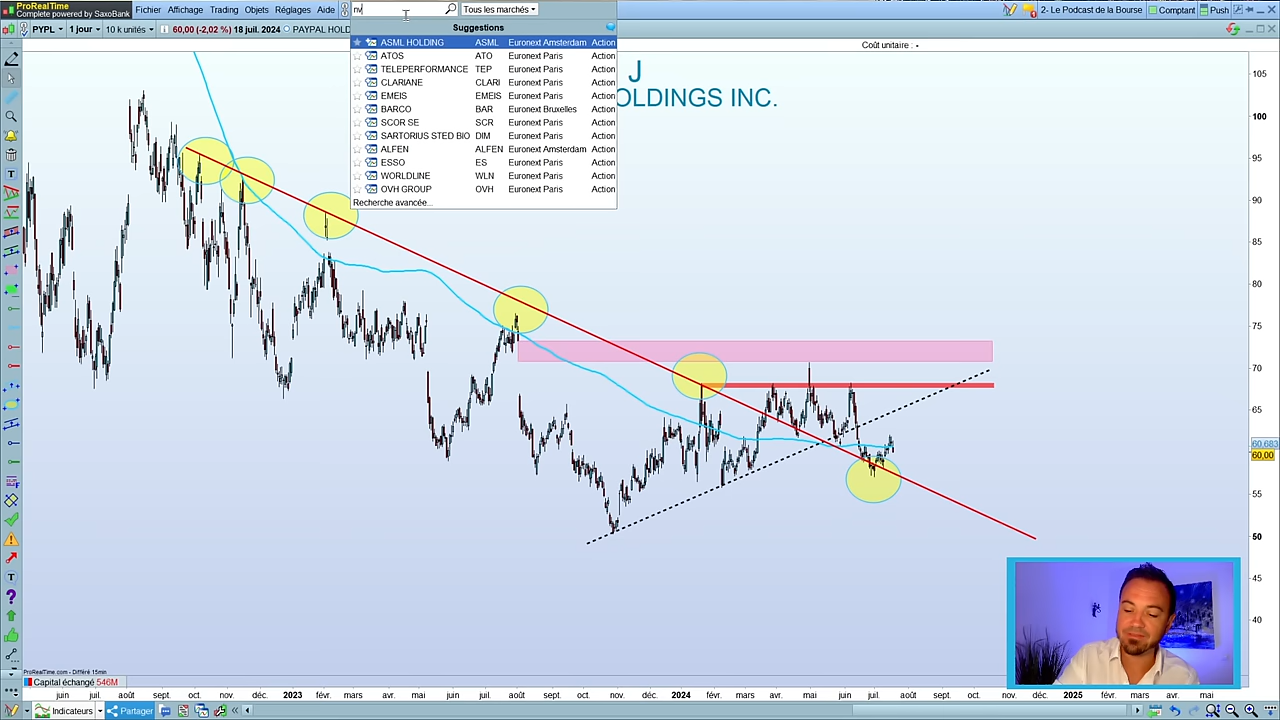 ProRealTime
Complete powered by SaxoBank
Fichier Affichage Trading Objets Réglages Aide
nv
Tous les marchés
2- Le Podcast de la Bourse Comptant Push
PYPL 1 jour 10 k unités 60,00 (-2,02 %) 18 juil. 2024 PAYPAL HOLD
Coût unitaire : -
Suggestions
ASML HOLDING ASML Euronext Amsterdam Action
ATOS ATO Euronext Paris Action
TELEPERFORMANCE TEP Euronext Paris Action
CLARIANE CLARI Euronext Paris Action
EMEIS EMEIS Euronext Paris Action
BARCO BAR Euronext Bruxelles Action
SCOR SE SCR Euronext Paris Action
SARTORIUS STED BIO DIM Euronext Paris Action
ALFEN ALFEN Euronext Amsterdam Action
ESSO ES Euronext Paris Action
WORLDLINE WLN Euronext Paris Action
OVH GROUP OVH Euronext Paris Action
Recherche avancée...
J
OLDINGS INC.
105
100
95
90
85
80
75
70
65
60,683
60,00
55
50
45
40
ProRealTime.com - Différé 15min
Capital échangé 546M
juin juil. août sept. oct. nov. déc. 2023 févr. mars avr. mai juin juil. août sept. oct. nov. déc. 2024 févr. mars avr. mai juin juil. août sept. oct. nov. déc. 2025 févr. mars avr. mai
Indicateurs Partager